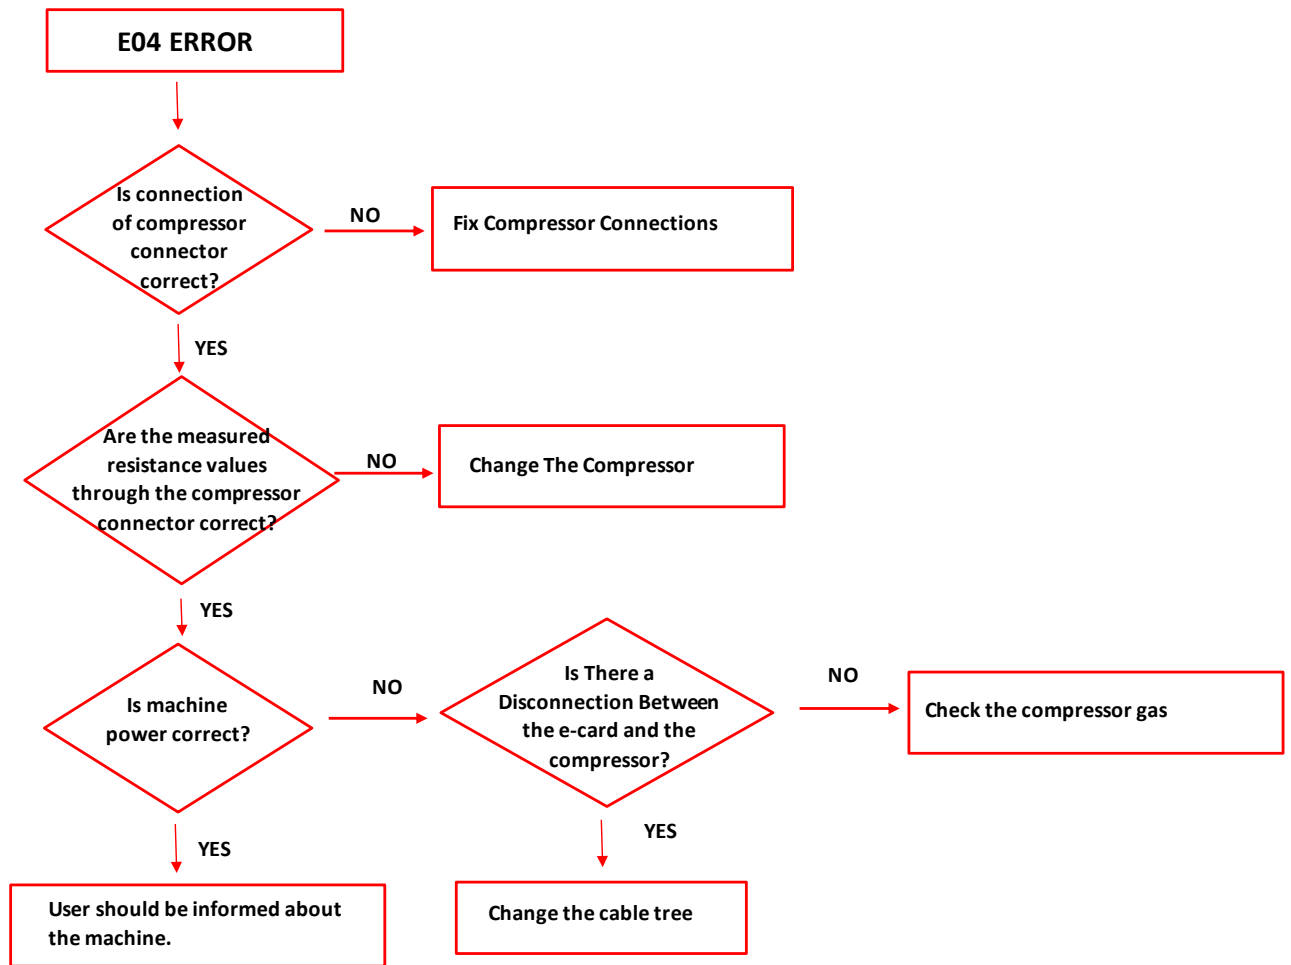 E04 ERROR
Is connection
of compressor
connector
correct?
NO
Fix Compressor Connections
YES
Are the measured
resistance values
through the compressor
connector correct?
NO
Change The Compressor
YES
Is machine
power correct?
NO
Is There a
Disconnection Between
the e-card and the
compressor?
NO
Check the compressor gas
YES
User should be informed about
the machine.
YES
Change the cable tree